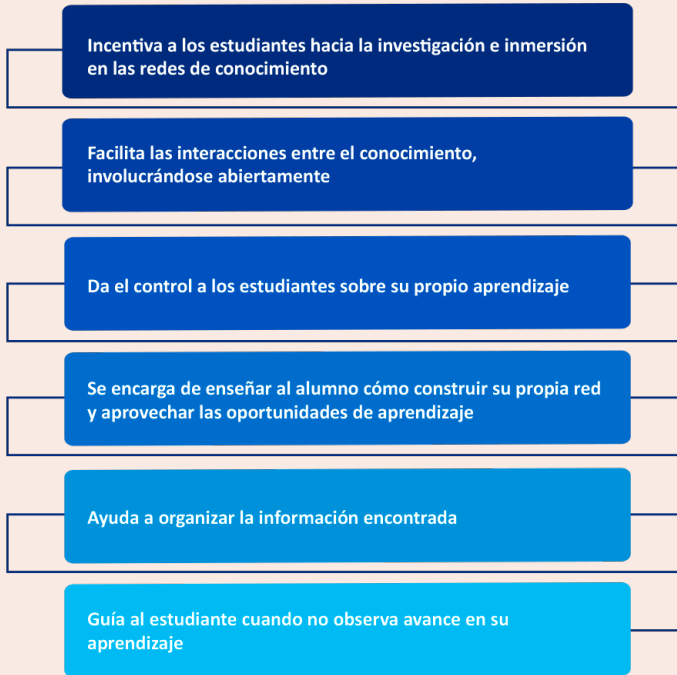 Incentiva a los estudiantes hacia la investigación e inmersión
en las redes de conocimiento
Facilita las interacciones entre el conocimiento,
involucrándose abiertamente
Da el control a los estudiantes sobre su propio aprendizaje
Se encarga de enseñar al alumno cómo construir su propia red
y aprovechar las oportunidades de aprendizaje
Ayuda a organizar la información encontrada
Guía al estudiante cuando no observa avance en su
aprendizaje